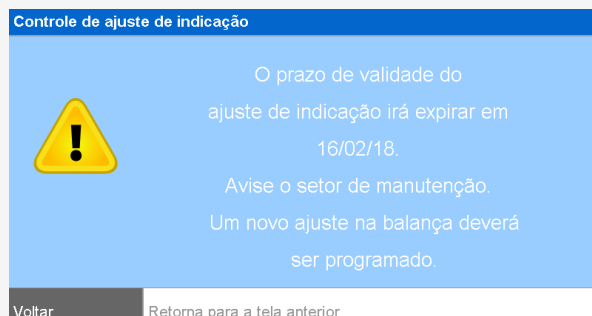 Controle de ajuste de indicação
O prazo de validade do
ajuste de indicação irá expirar em
16/02/18.
Avise o setor de manutenção.
Um novo ajuste na balança deverá
ser programado.
Voltar
Retorna para a tela anterior